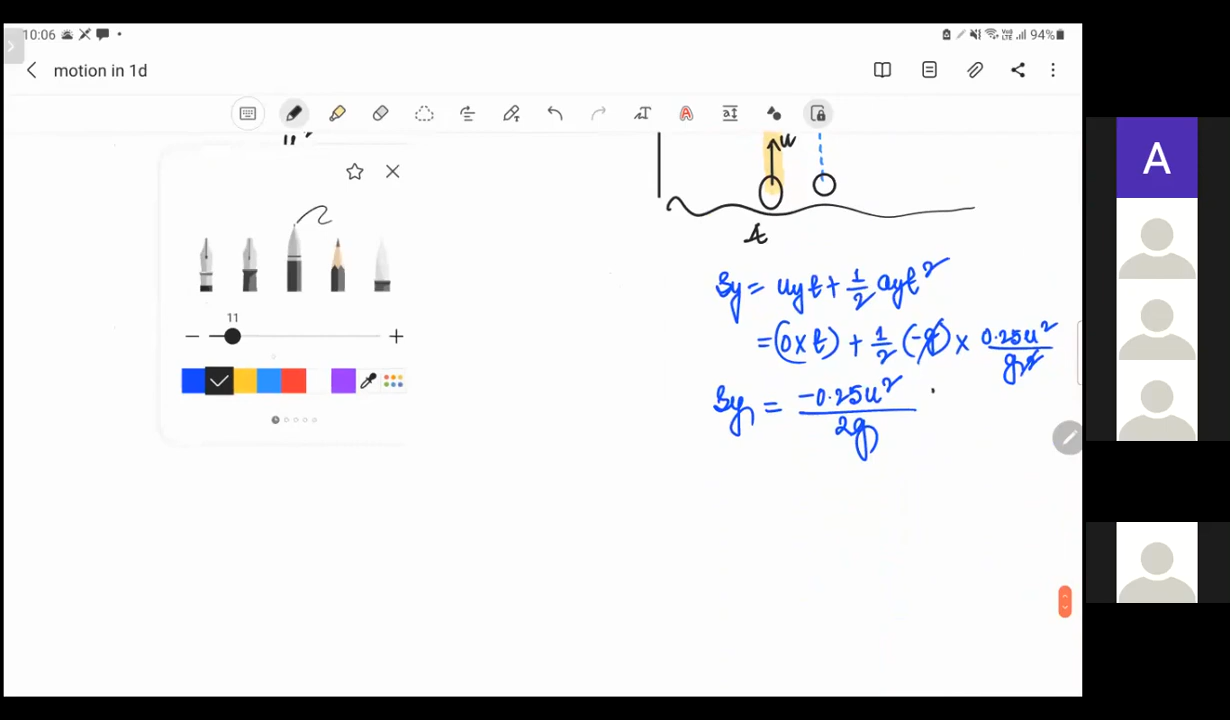 10:06
94%
motion in 1d
A
u
A
11
Sy = uyt + 1/2 ayt²
= (0×t) + 1/2 (-g) × 0.25u²/g²
Sy = -0.25u²/2g